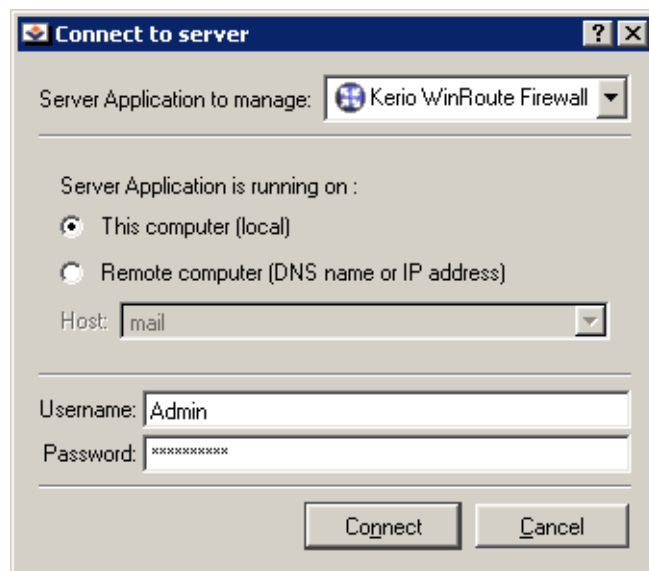 Connect to server
Server Application to manage: Kerio WinRoute Firewall
Server Application is running on :
This computer (local)
Remote computer (DNS name or IP address)
Host: mail
Username: Admin
Password: **********
Connect Cancel